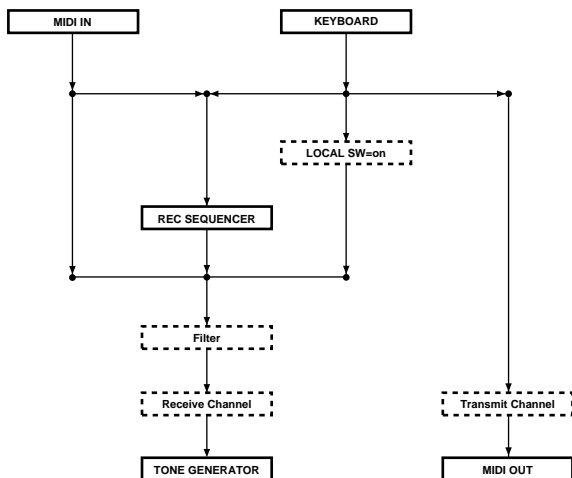 MIDI IN
KEYBOARD
LOCAL SW=on
REC SEQUENCER
Filter
Receive Channel
Transmit Channel
TONE GENERATOR
MIDI OUT